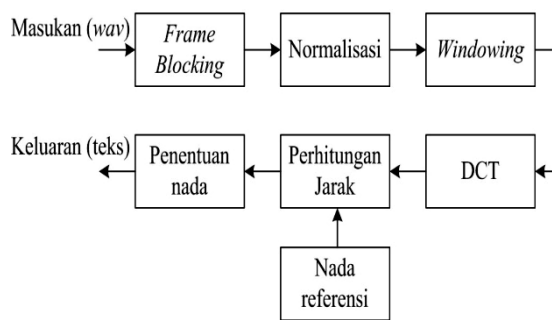 Masukan (wav)
Frame
Blocking
Normalisasi
Windowing
Keluaran (teks)
Penentuan
nada
Perhitungan
Jarak
DCT
Nada
referensi